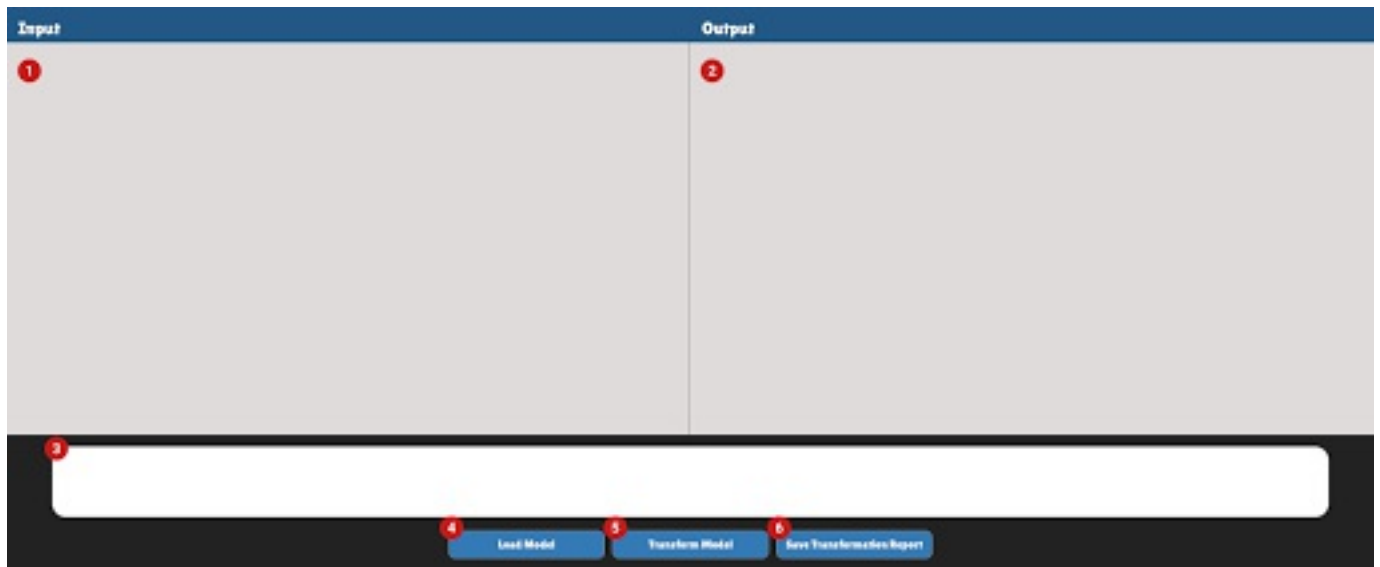 Input
Output
1
2
3
4
5
6
Load Model
Transform Model
Save Transformation Report